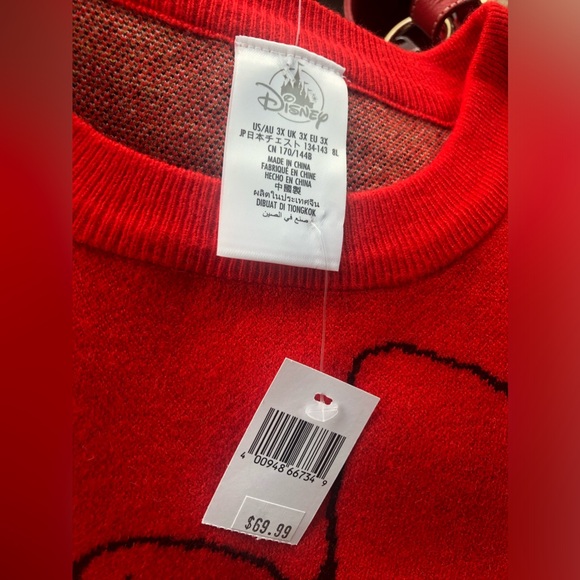 Disney
US/AU 3X UK 3X EU 3X
JP日本チェスト 134-143 8L
CN 170/144B
MADE IN CHINA
FABRIQUÉ EN CHINE
HECHO EN CHINA
中國製
ผลิตในประเทศจีน
DIBUAT DI TIONGKOK
صنع في الصين
4 00948 66734 9
$69.99